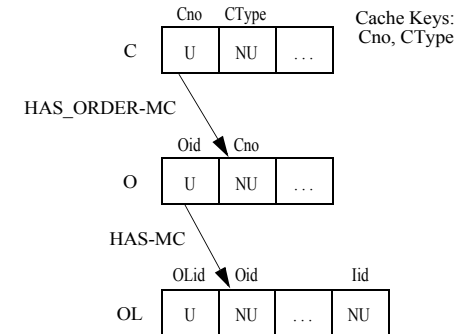 Cno CType
Cache Keys:
Cno, CType
C U NU . . .
HAS_ORDER-MC
Oid Cno
O U NU . . .
HAS-MC
OLid Oid Iid
OL U NU . . . NU